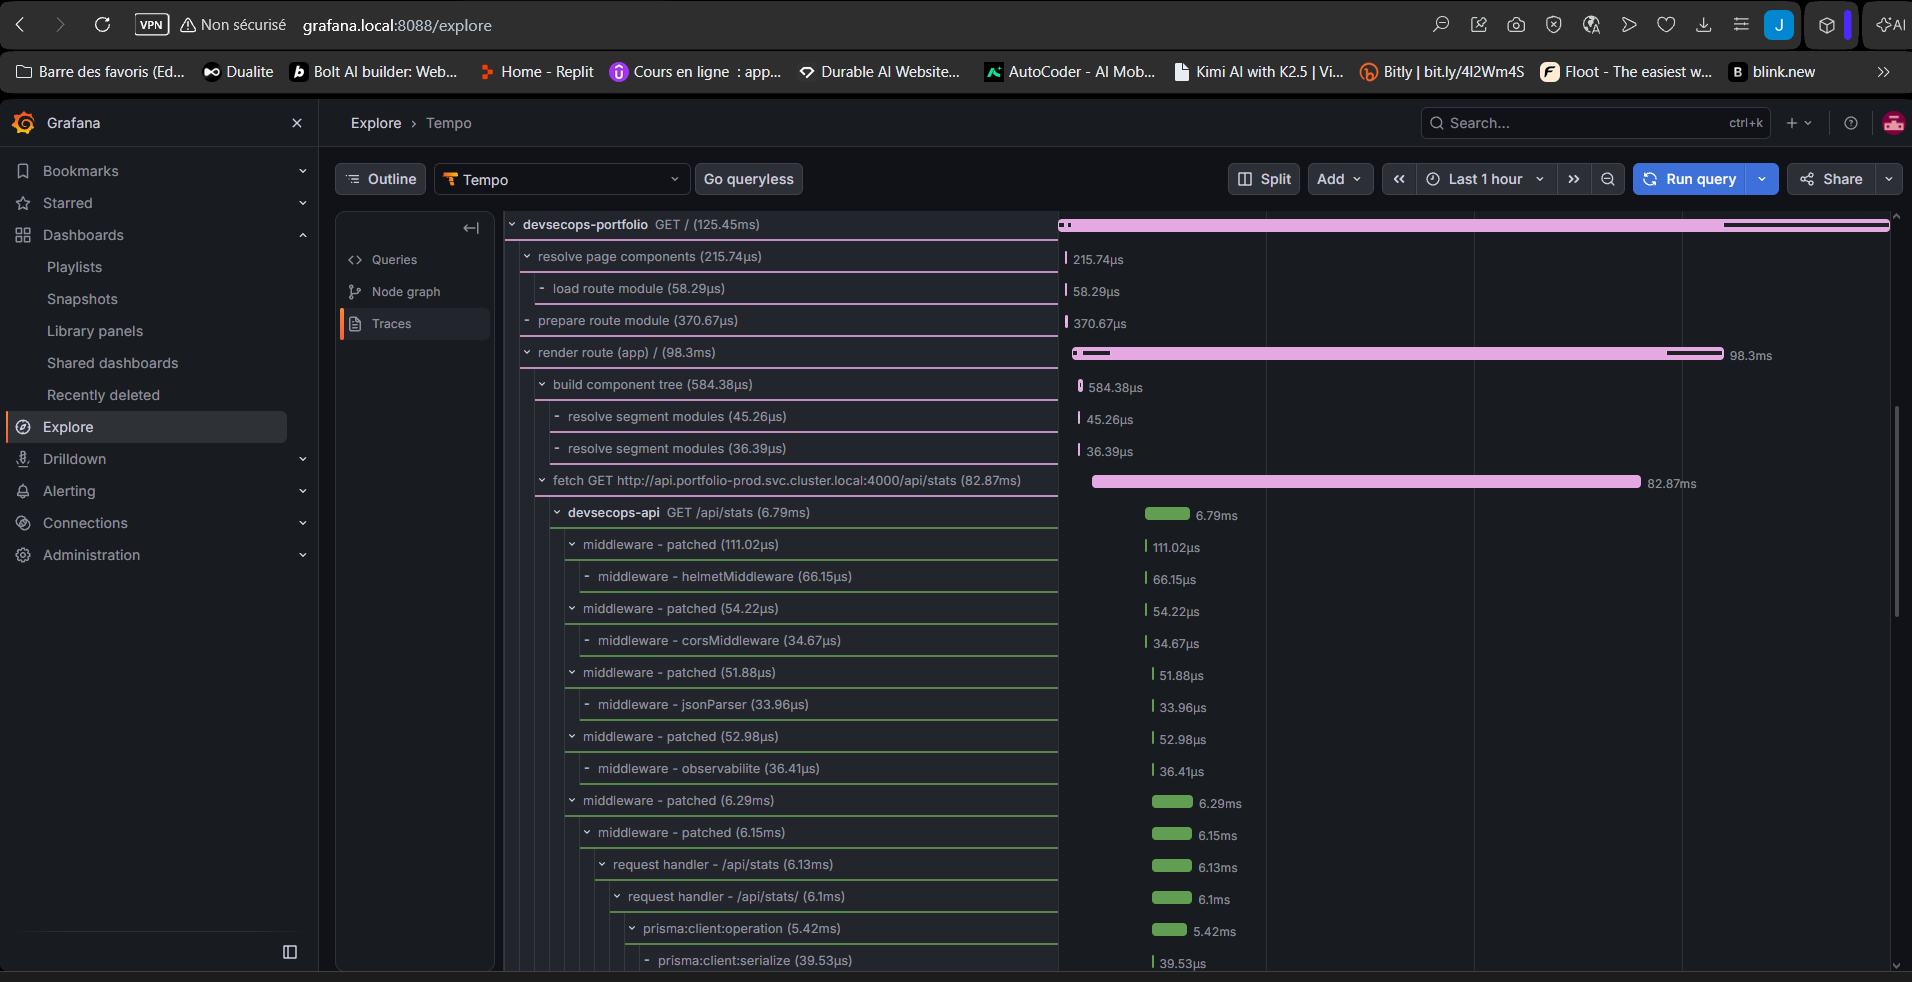 VPN Non sécurisé grafana.local:8088/explore J AI
Barre des favoris (Ed... Dualite Bolt AI builder: Web... Home - Replit Cours en ligne : app... Durable AI Website... AutoCoder - AI Mob... Kimi AI with K2.5 | Vi... Bitly | bit.ly/4l2Wm4S Floot - The easiest w... blink.new
Grafana
Explore › Tempo
Search... ctrl+k
Bookmarks
Starred
Dashboards
Playlists
Snapshots
Library panels
Shared dashboards
Recently deleted
Explore
Drilldown
Alerting
Connections
Administration
Outline Tempo Go queryless Split Add Last 1 hour Run query Share
Queries
Node graph
Traces
devsecops-portfolio GET / (125.45ms)
resolve page components (215.74μs) 215.74μs
load route module (58.29μs) 58.29μs
prepare route module (370.67μs) 370.67μs
render route (app) / (98.3ms) 98.3ms
build component tree (584.38μs) 584.38μs
resolve segment modules (45.26μs) 45.26μs
resolve segment modules (36.39μs) 36.39μs
fetch GET http://api.portfolio-prod.svc.cluster.local:4000/api/stats (82.87ms) 82.87ms
devsecops-api GET /api/stats (6.79ms) 6.79ms
middleware - patched (111.02μs) 111.02μs
middleware - helmetMiddleware (66.15μs) 66.15μs
middleware - patched (54.22μs) 54.22μs
middleware - corsMiddleware (34.67μs) 34.67μs
middleware - patched (51.88μs) 51.88μs
middleware - jsonParser (33.96μs) 33.96μs
middleware - patched (52.98μs) 52.98μs
middleware - observabilite (36.41μs) 36.41μs
middleware - patched (6.29ms) 6.29ms
middleware - patched (6.15ms) 6.15ms
request handler - /api/stats (6.13ms) 6.13ms
request handler - /api/stats/ (6.1ms) 6.1ms
prisma:client:operation (5.42ms) 5.42ms
prisma:client:serialize (39.53μs) 39.53μs